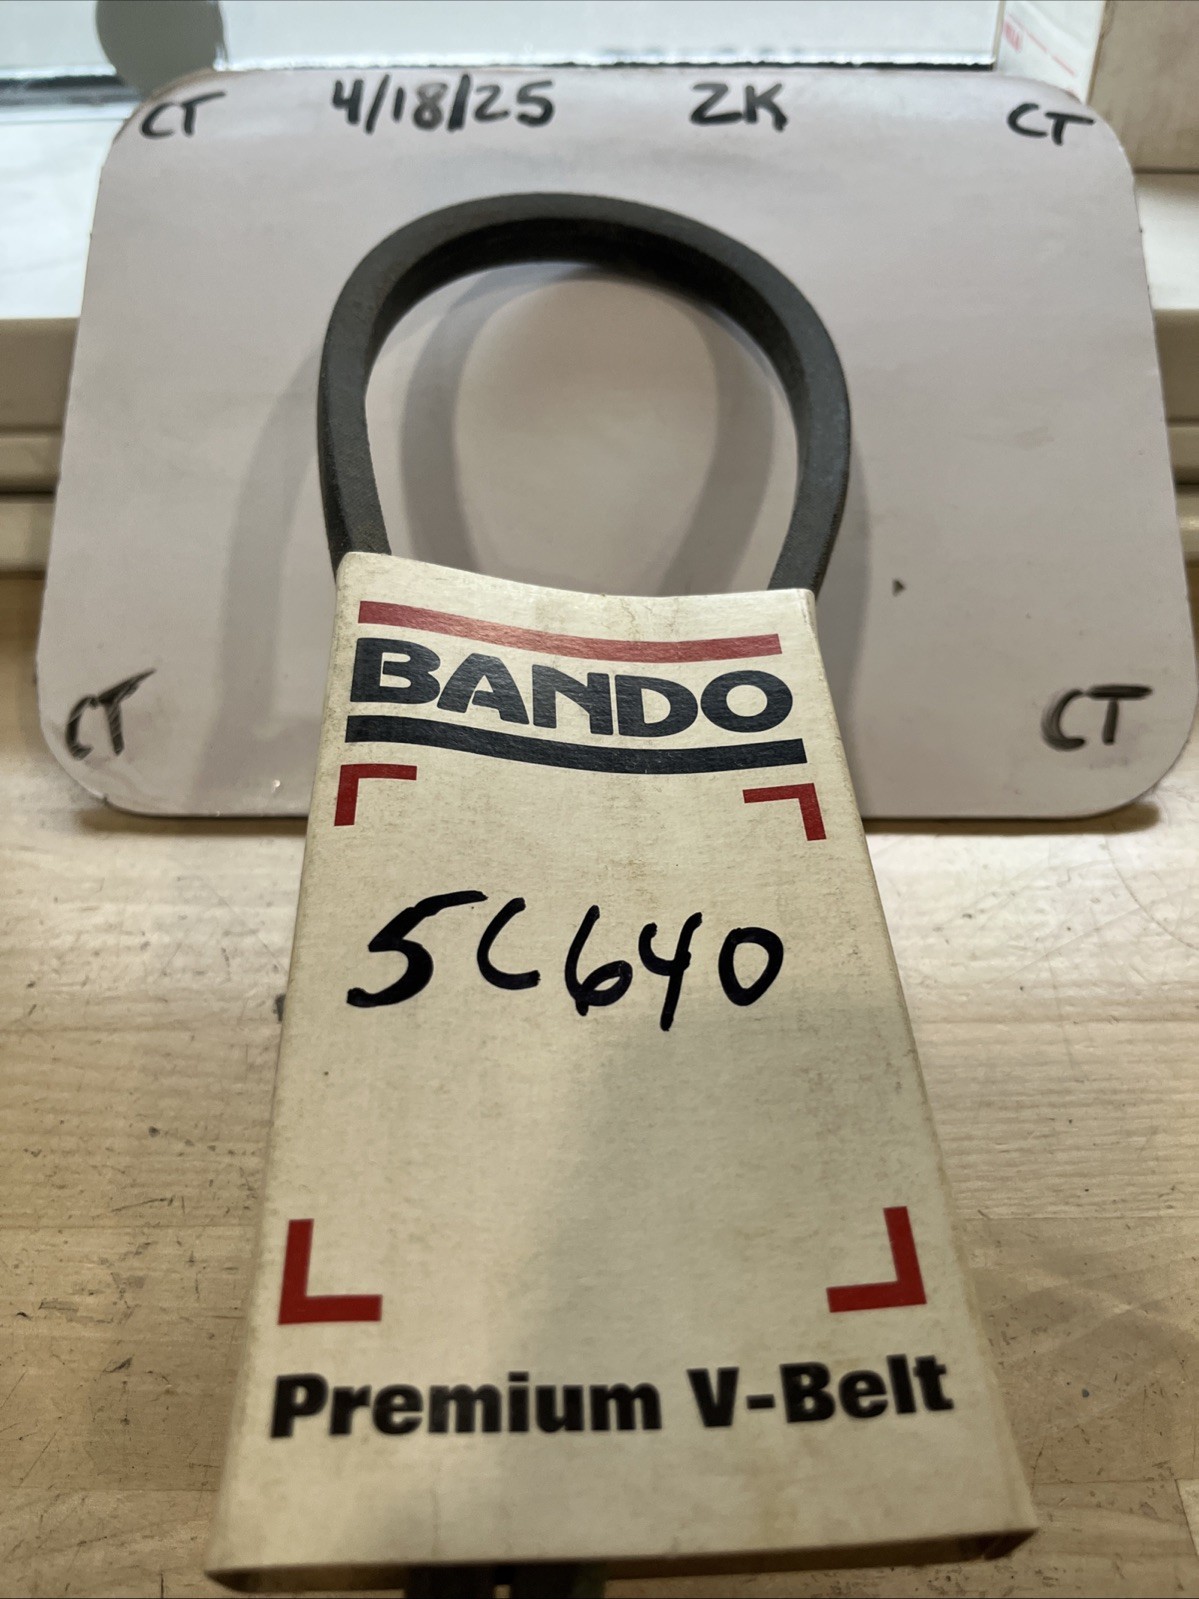 CT 4/18/25 ZK CT
CT CT
BANDO
5C640
Premium V-Belt